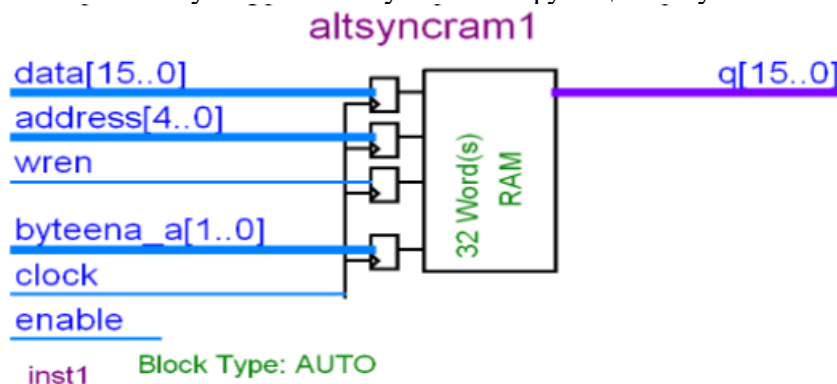 altsyncram1
data[15..0]
q[15..0]
address[4..0]
wren
32 Word(s)
RAM
byteena_a[1..0]
clock
enable
inst1
Block Type: AUTO